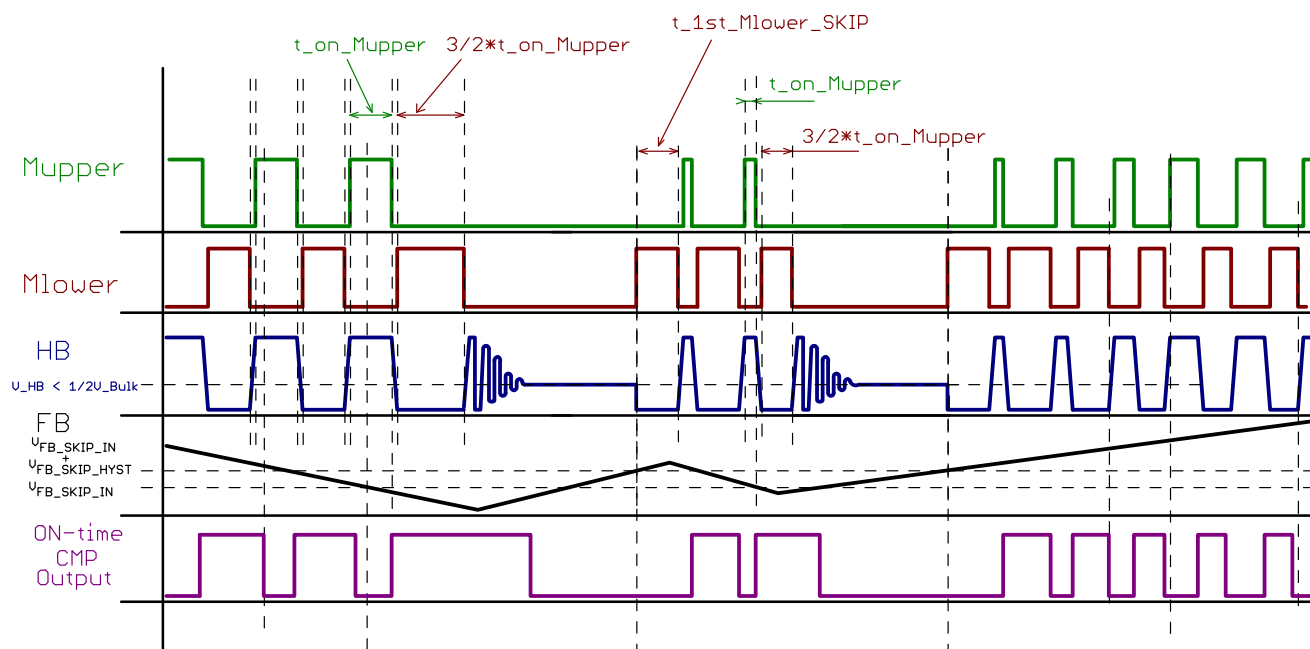 t_1st_Mlower_SKIP
t_on_Mupper
3/2*t_on_Mupper
t_on_Mupper
3/2*t_on_Mupper
Mupper
Mlower
HB
V_HB < 1/2V_Bulk
FB
VFB_SKIP_IN
+
VFB_SKIP_HYST
VFB_SKIP_IN
ON-time
CMP
Output